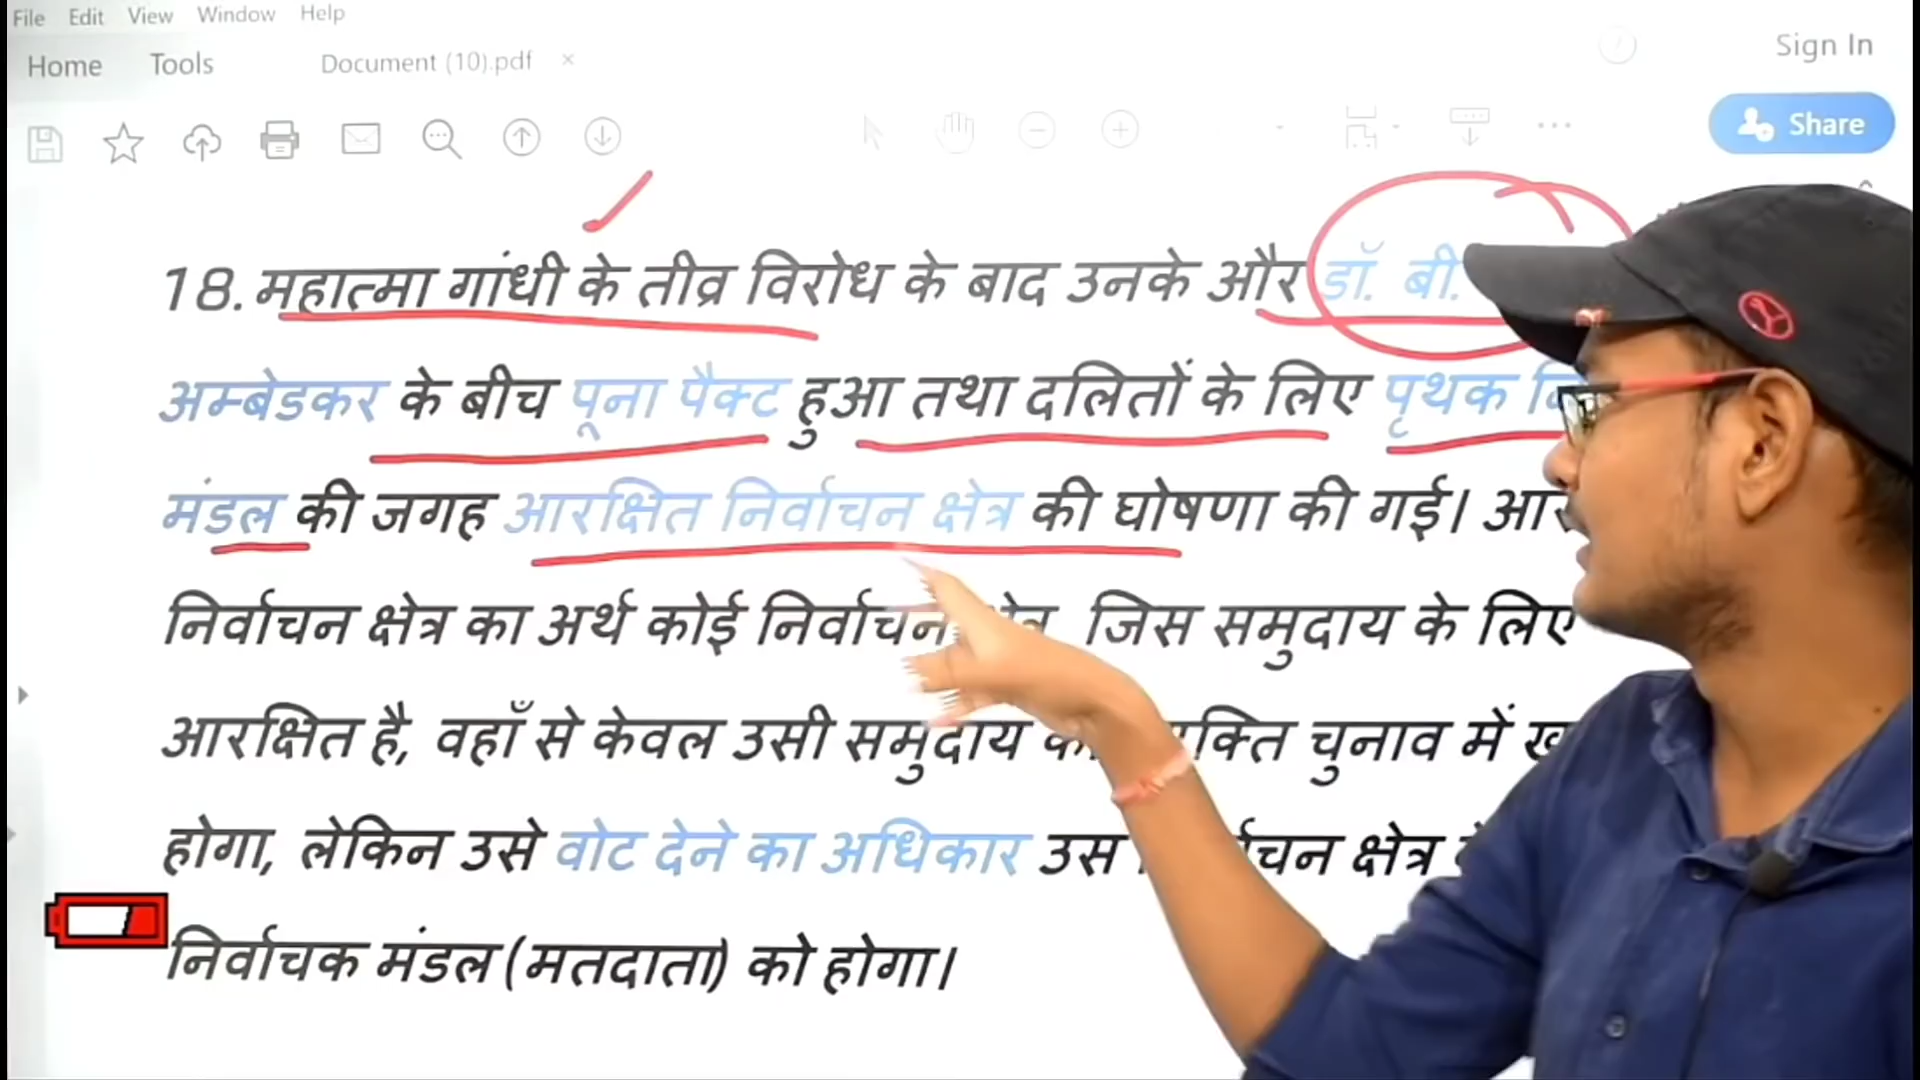 File Edit View Window Help
Home Tools Document (10).pdf ×
Sign In
Share
18. महात्मा गांधी के तीव्र विरोध के बाद उनके और डॉ. बी.
अम्बेडकर के बीच पूना पैक्ट हुआ तथा दलितों के लिए पृथक
मंडल की जगह आरक्षित निर्वाचन क्षेत्र की घोषणा की गई।
निर्वाचन क्षेत्र का अर्थ कोई निर्वाचन जिस समुदाय के लिए
आरक्षित है, वहाँ से केवल उसी समुदाय चुनाव में
होगा, लेकिन उसे वोट देने का अधिकार उस क्षेत्र
निर्वाचक मंडल (मतदाता) को होगा।